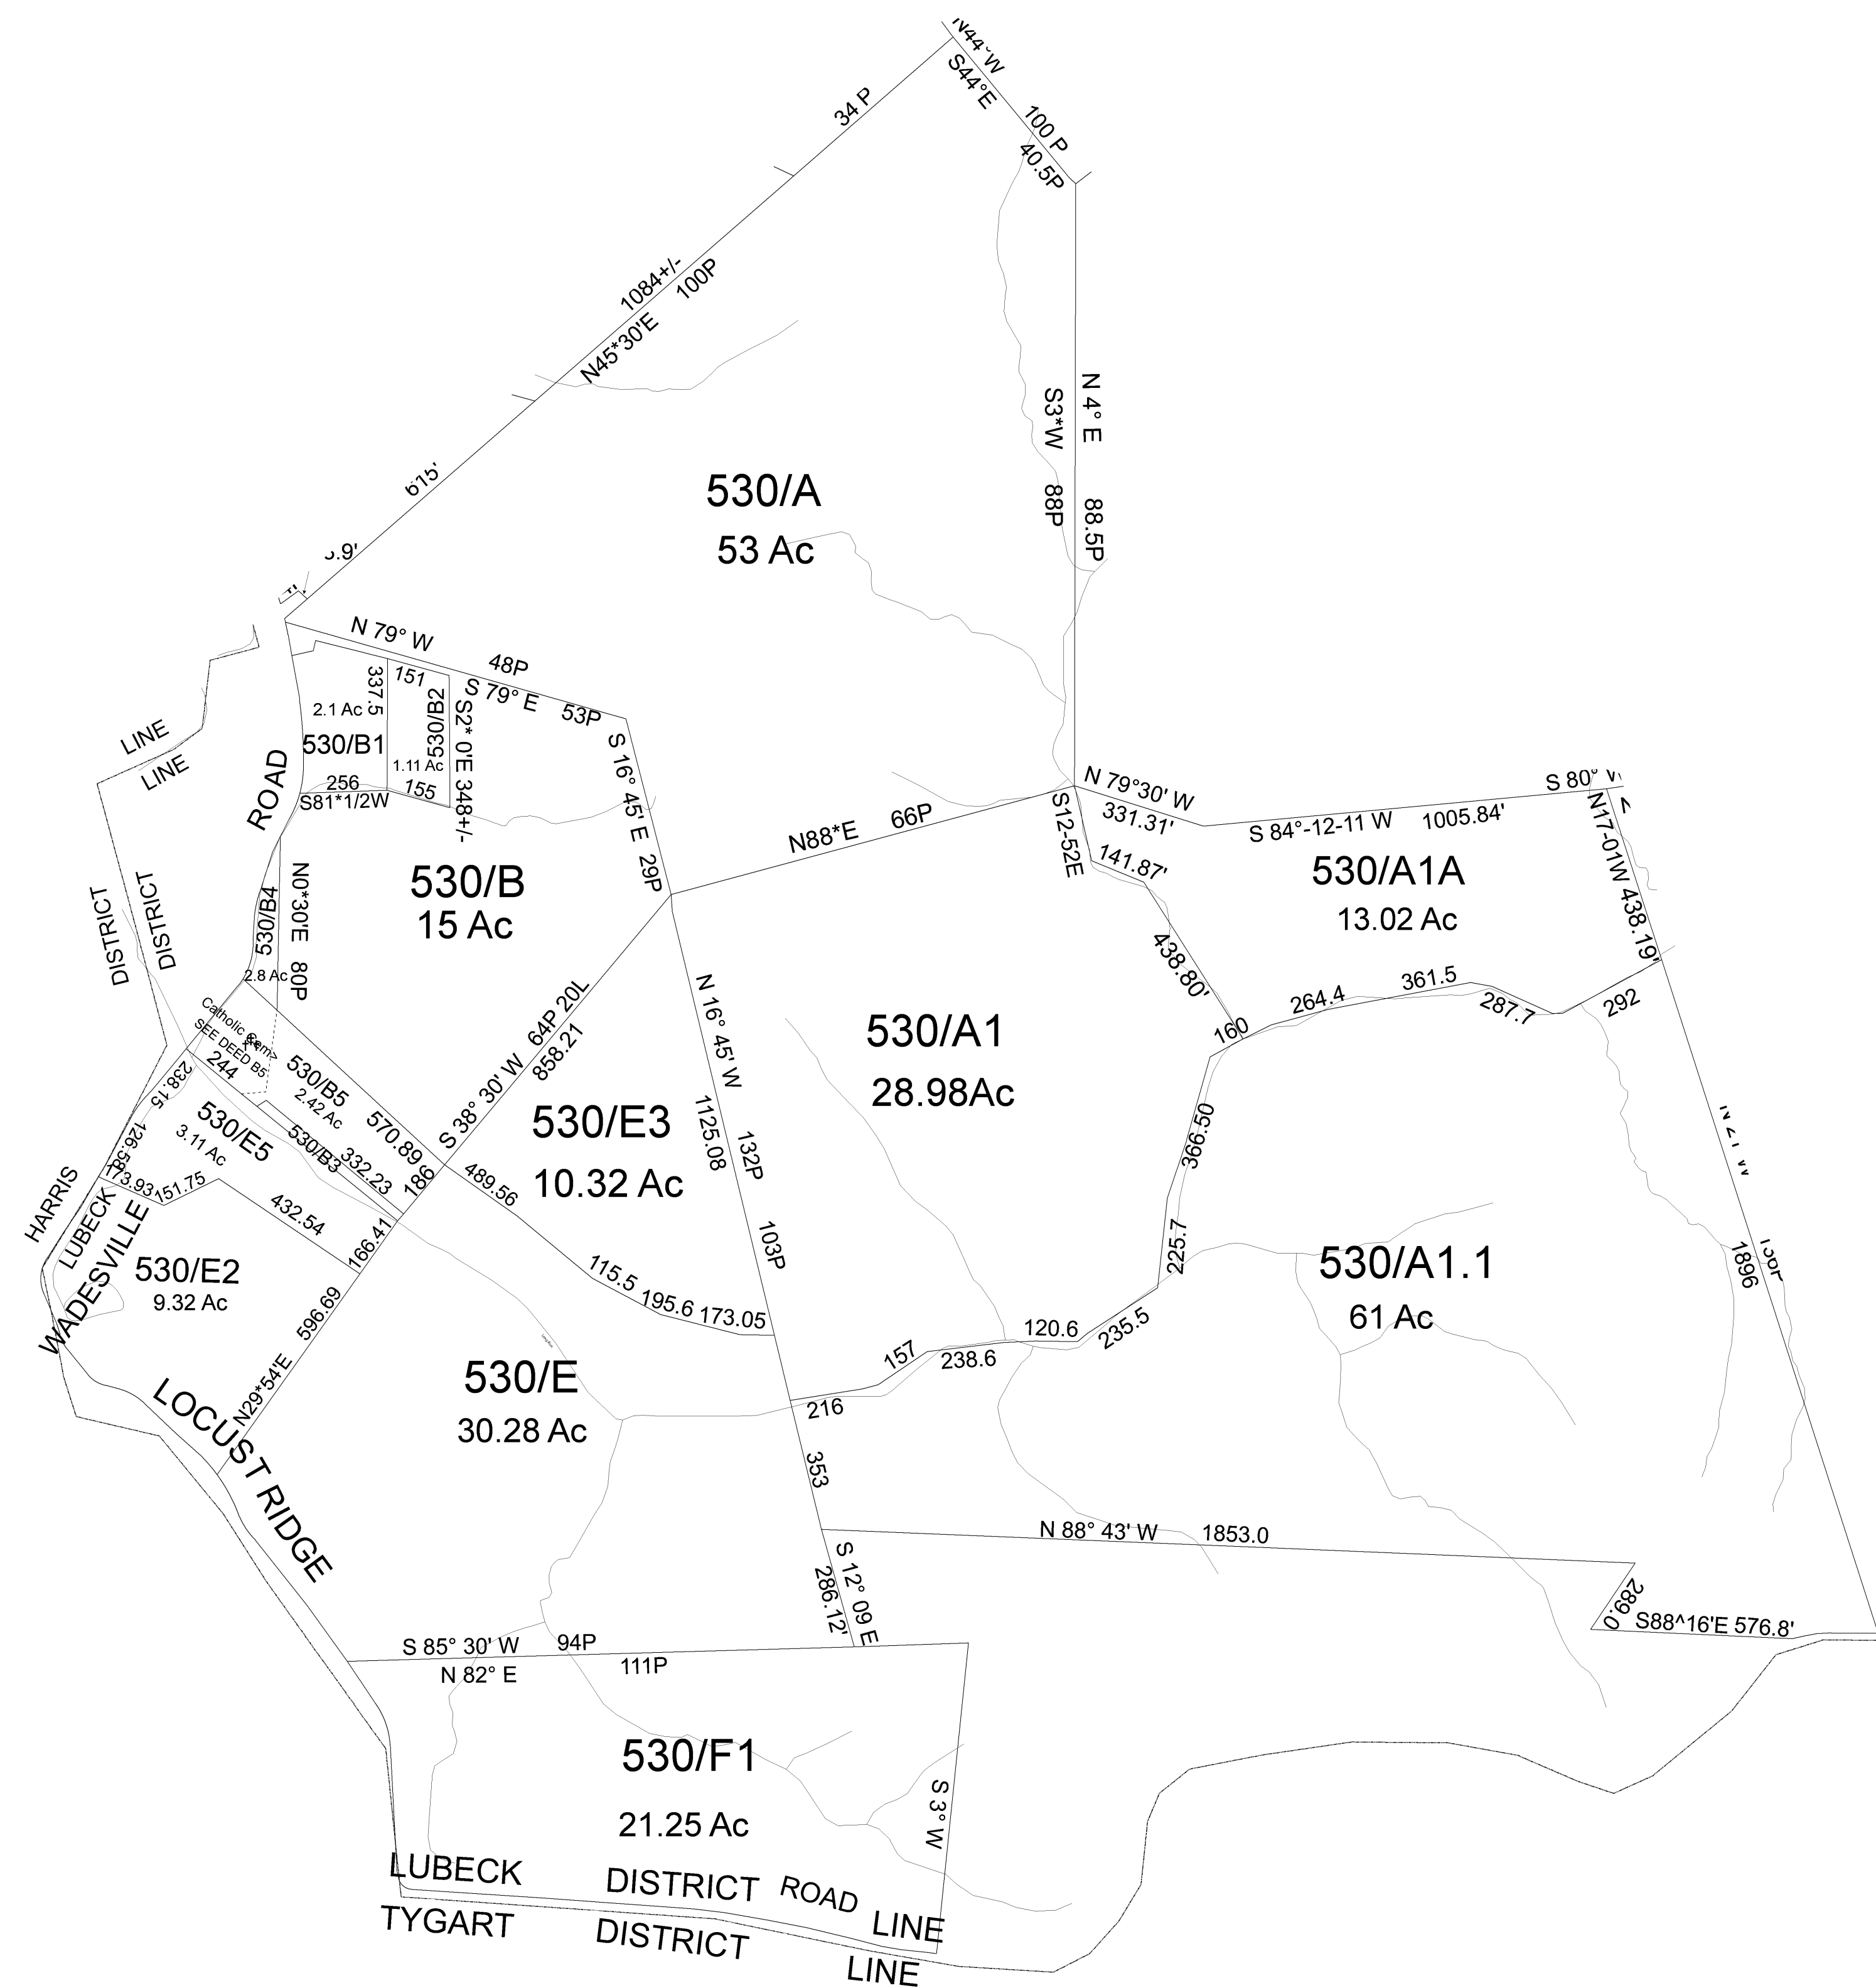 N44°W
S44°E
100 P
40.5P
34 P
1084+/-
100P
N45*30'E
615'
N 4° E
S3*W
88P
88.5P
530/A
53 Ac
N 79° W
48P
S 79° E
53P
337.5
151
530/B2
S2* 0'E 348+/-
2.1 Ac
530/B1
1.11 Ac
256
155
S81*1/2W
S 16° 45' E 29P
LINE
LINE
ROAD
DISTRICT
DISTRICT
N88*E 66P
N 79°30' W
331.31'
S12-52E
141.87'
S 84°-12-11 W 1005.84'
S 80°
N17-01W 438.19'
530/A1A
13.02 Ac
530/B
15 Ac
530/B4
N0*30'E 80P
2.8 Ac
438.80'
160
264.4
361.5
287.7
292
Catholic Cem>
SEE DEED B5
244
238.15
126.58
530/B5
2.42 Ac
570.89
S 38° 30' W 64P 20L
858.21
N 16° 45' W
1125.08
132P
103P
530/A1
28.98Ac
530/E3
10.32 Ac
530/E5
3.11 Ac
530/B3
332.23
186
489.56
366.50
225.7
173.93
151.75
432.54
166.41
HARRIS
LUBECK
WADESVILLE
530/E2
9.32 Ac
596.69
N29*54'E
115.5
195.6
173.05
157
238.6
120.6
235.5
216
353
530/A1.1
61 Ac
1896
530/E
30.28 Ac
LOCUST RIDGE
N 88° 43' W 1853.0
S 12° 09 E
286.12'
289.0
S88^16'E 576.8'
S 85° 30' W 94P
N 82° E
111P
530/F1
21.25 Ac
S 3° W
LUBECK DISTRICT ROAD LINE
TYGART DISTRICT LINE